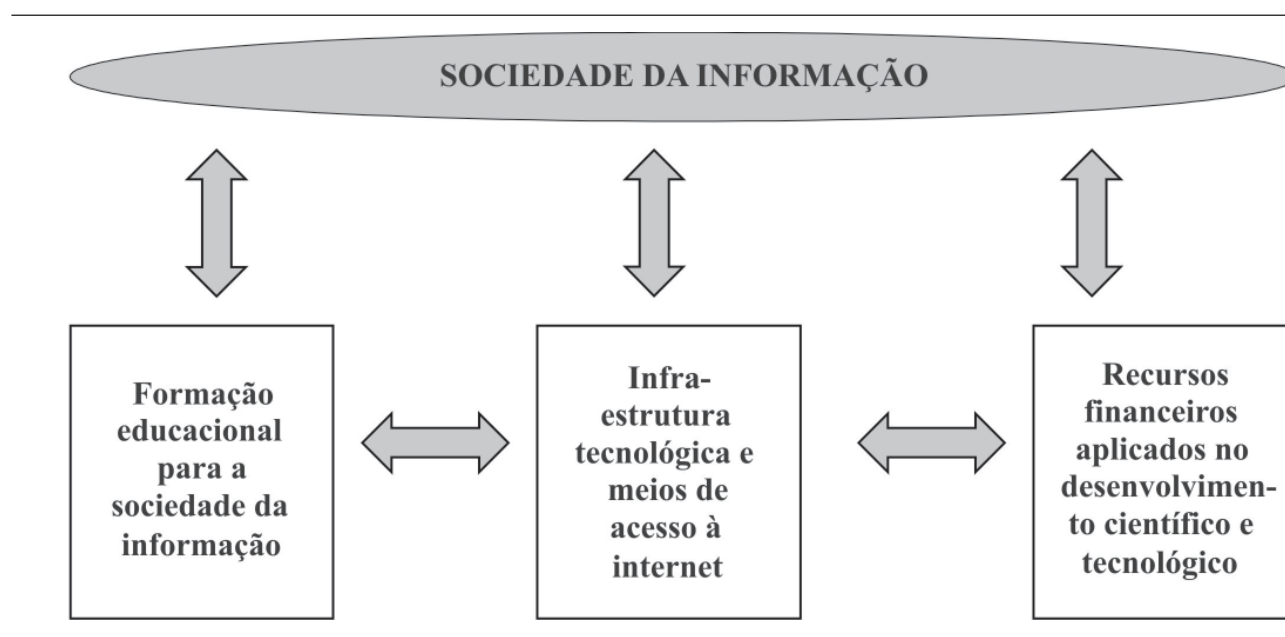 SOCIEDADE DA INFORMAÇÃO
Formação
educacional
para a
sociedade da
informação
Infra-
estrutura
tecnológica e
meios de
acesso à
internet
Recursos
financeiros
aplicados no
desenvolvimen-
to científico e
tecnológico